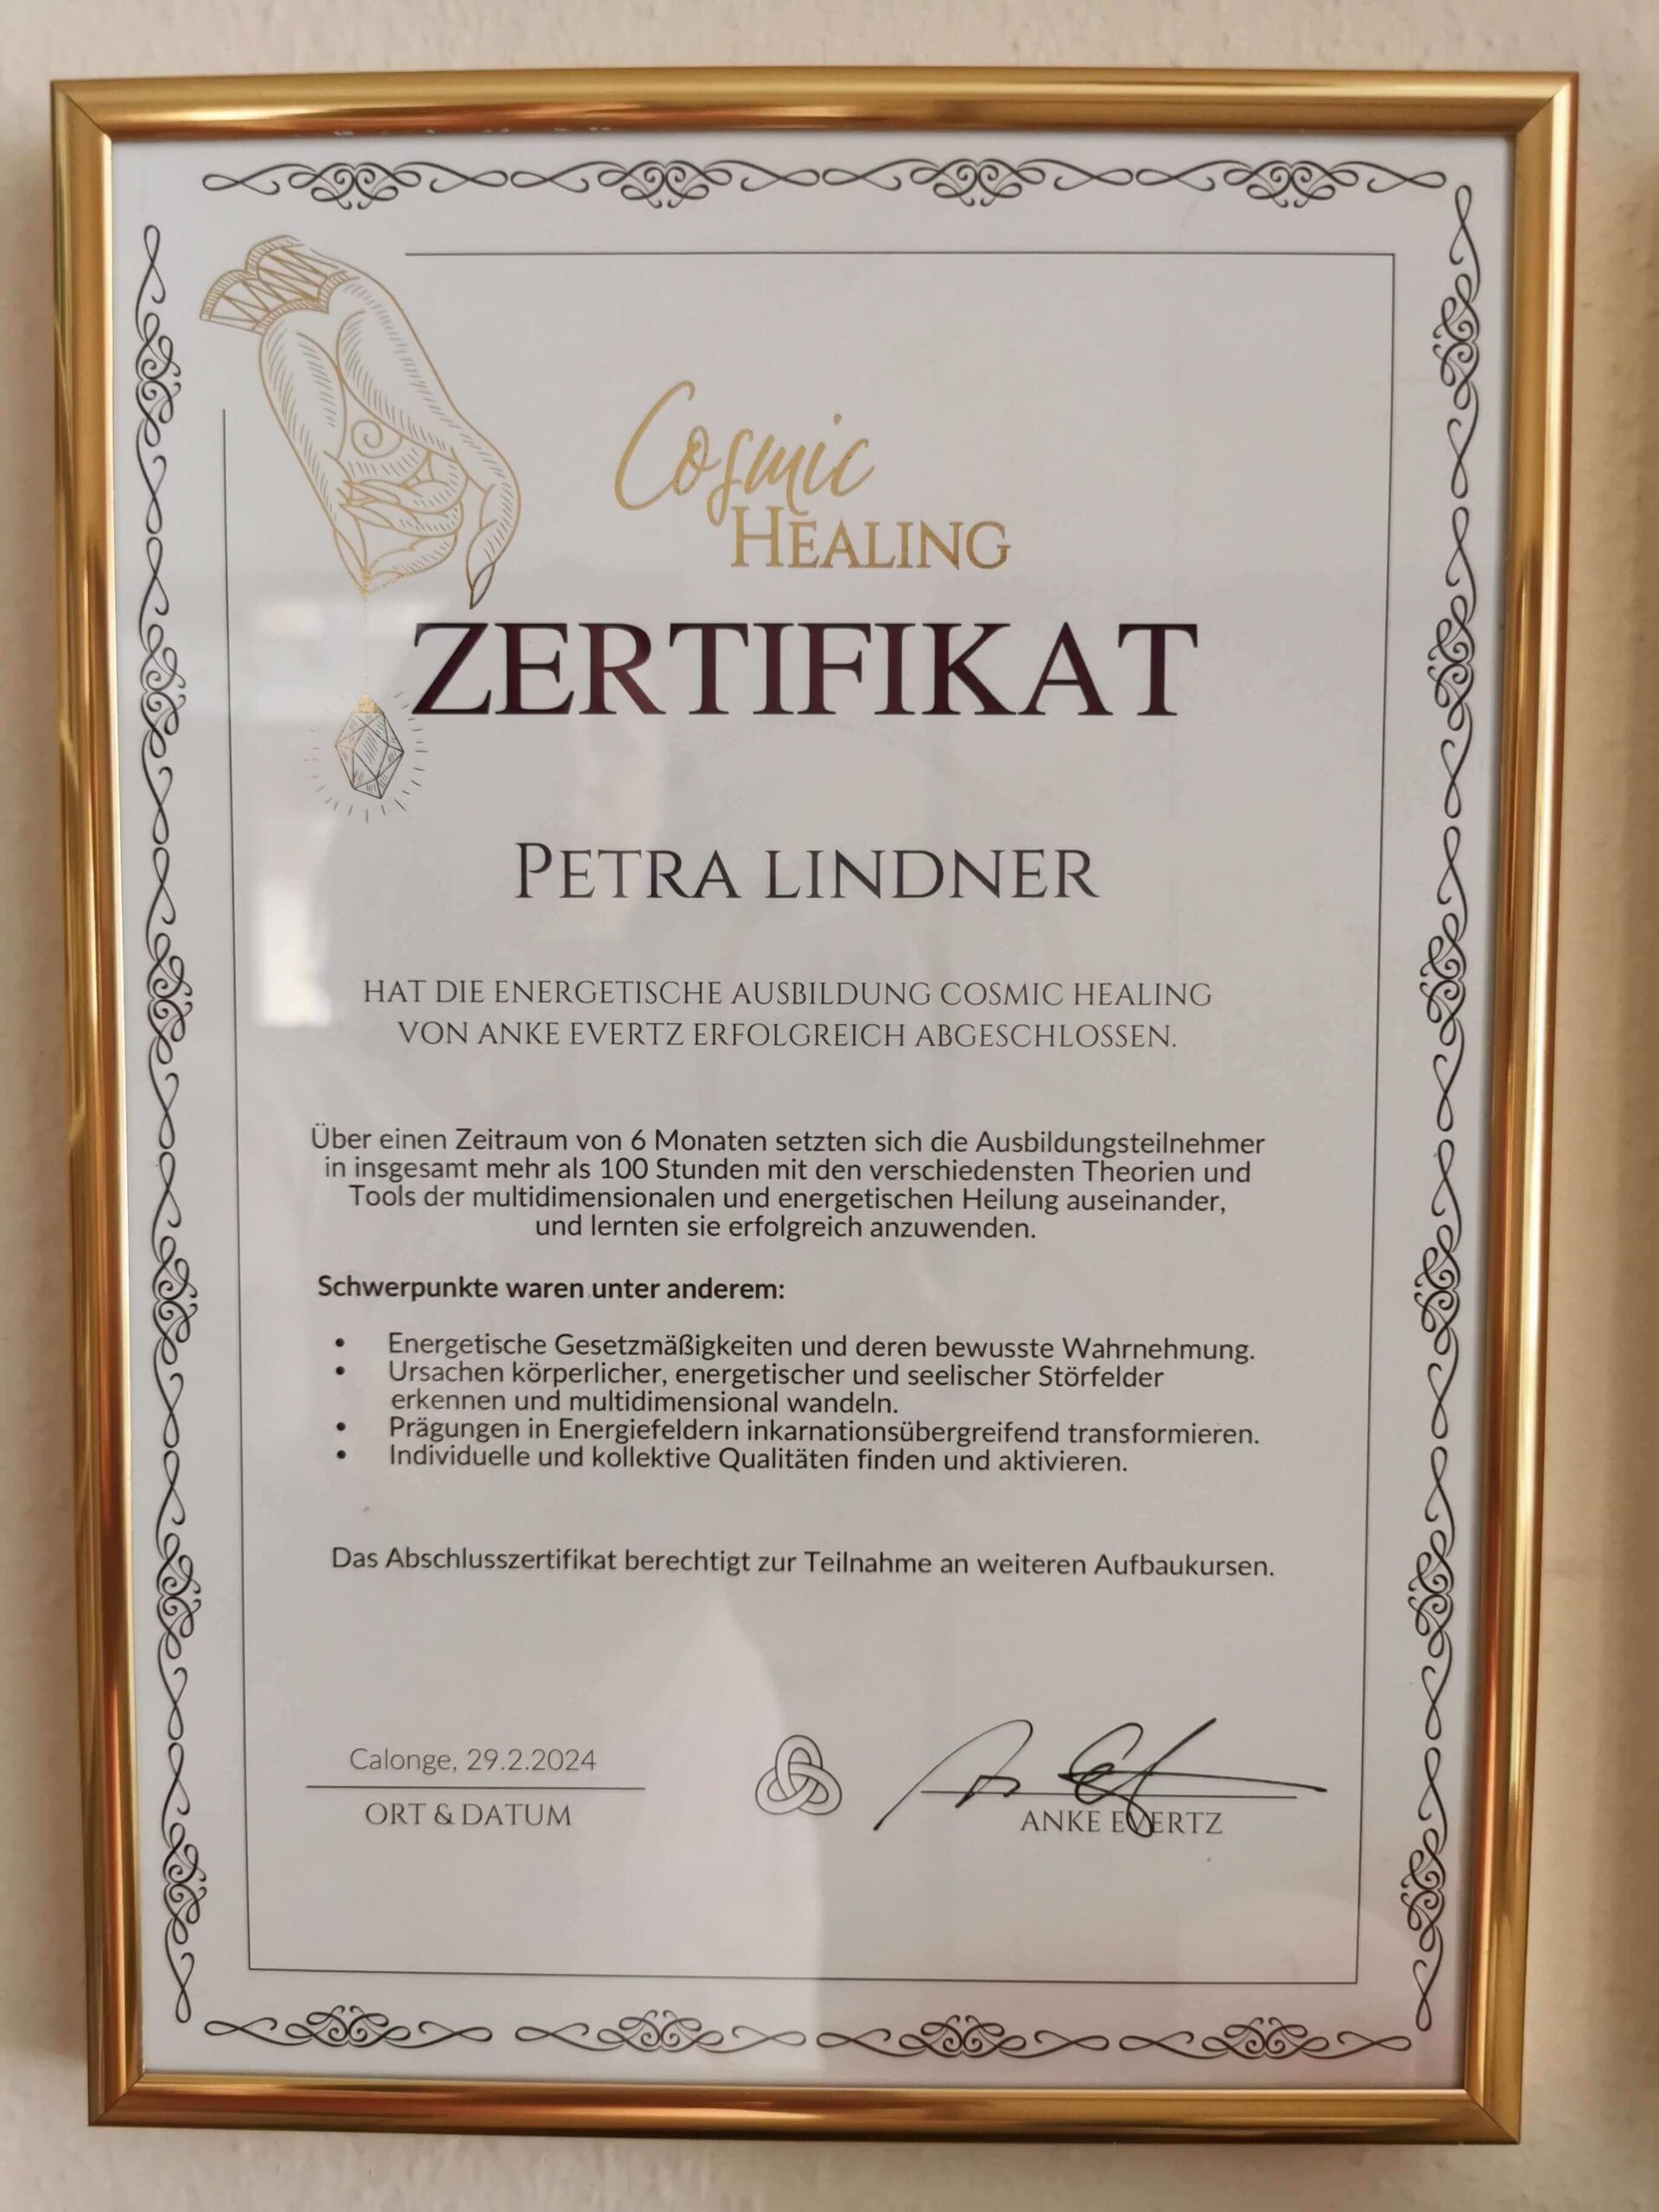 Cosmic
HEALING
ZERTIFIKAT
PETRA LINDNER
HAT DIE ENERGETISCHE AUSBILDUNG COSMIC HEALING
VON ANKE EVERTZ ERFOLGREICH ABGESCHLOSSEN.
Über einen Zeitraum von 6 Monaten setzten sich die Ausbildungsteilnehmer
in insgesamt mehr als 100 Stunden mit den verschiedensten Theorien und
Tools der multidimensionalen und energetischen Heilung auseinander,
und lernten sie erfolgreich anzuwenden.
Schwerpunkte waren unter anderem:
• Energetische Gesetzmäßigkeiten und deren bewusste Wahrnehmung.
• Ursachen körperlicher, energetischer und seelischer Störfelder
erkennen und multidimensional wandeln.
• Prägungen in Energiefeldern inkarnationsübergreifend transformieren.
• Individuelle und kollektive Qualitäten finden und aktivieren.
Das Abschlusszertifikat berechtigt zur Teilnahme an weiteren Aufbaukursen.
Calonge, 29.2.2024
ORT & DATUM
ANKE EVERTZ